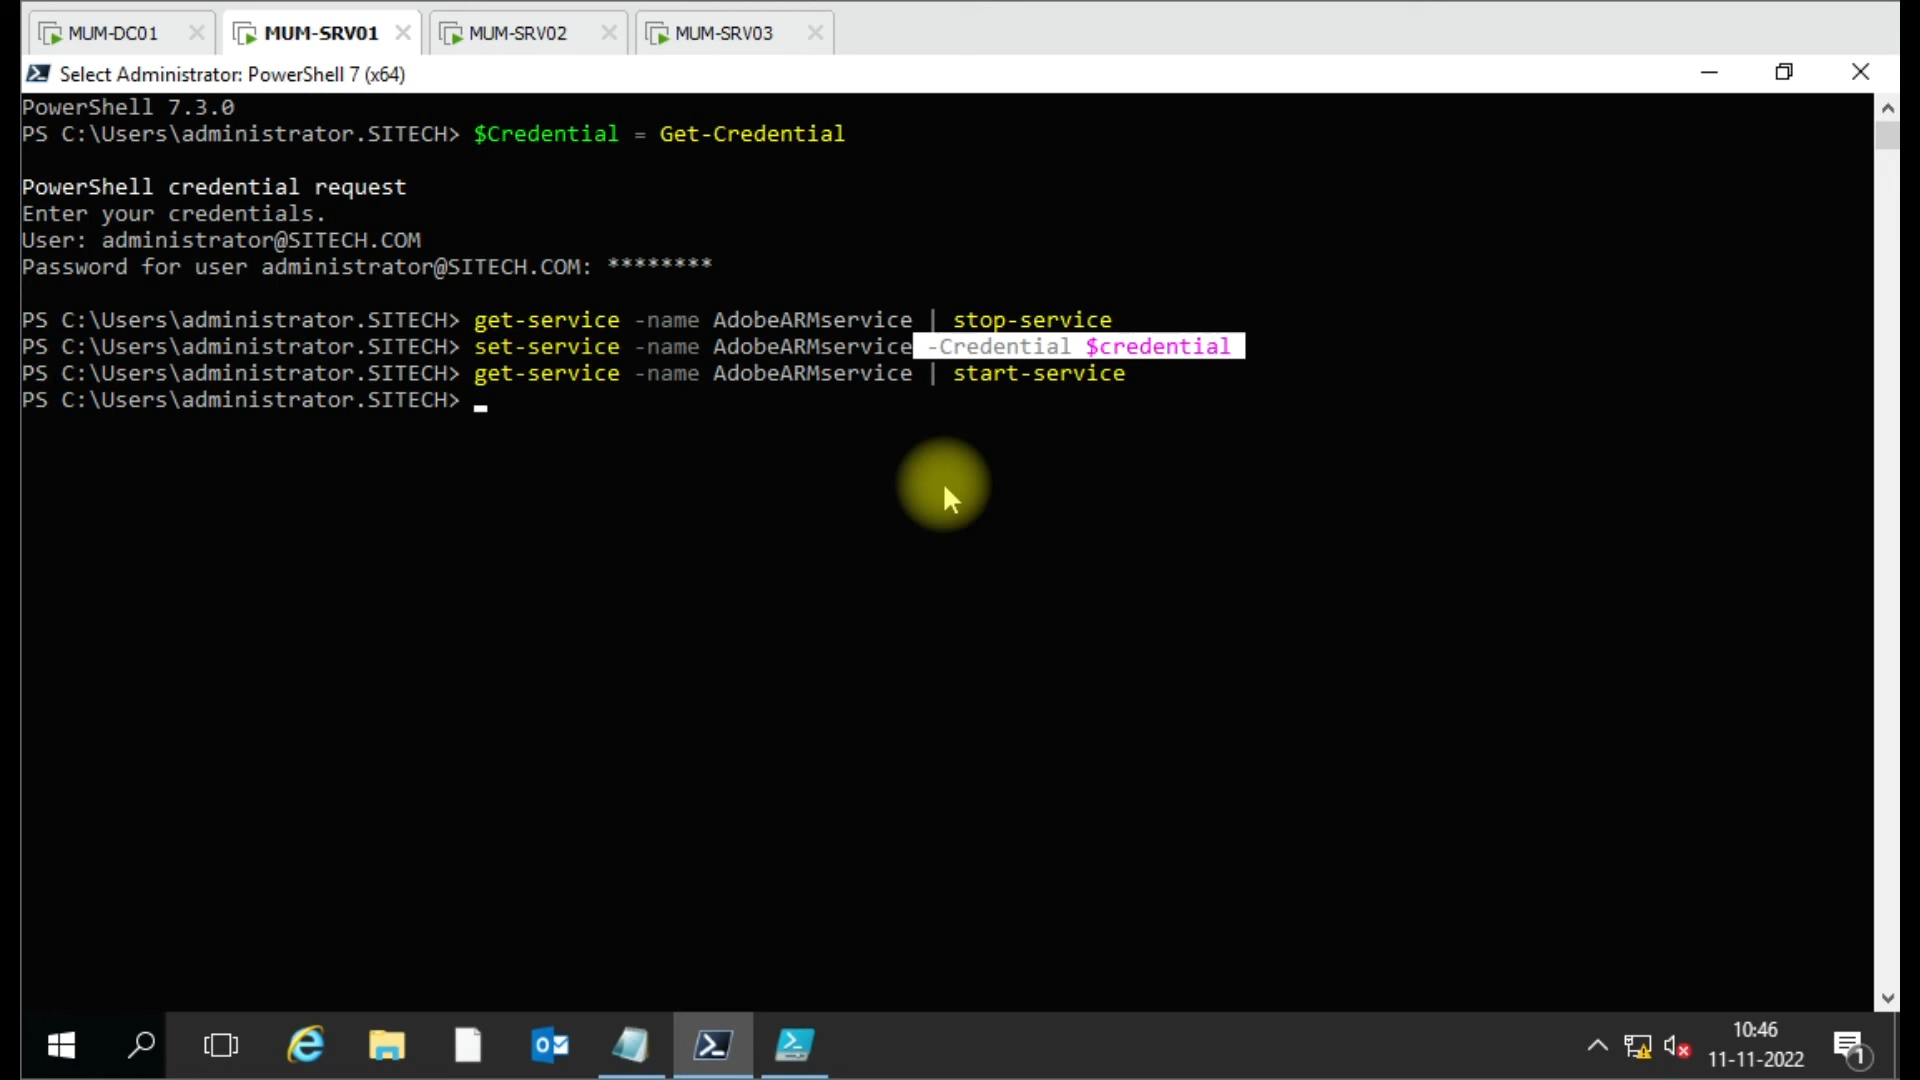 MUM-DC01 MUM-SRV01 MUM-SRV02 MUM-SRV03
Select Administrator: PowerShell 7 (x64)
PowerShell 7.3.0
PS C:\Users\administrator.SITECH> $Credential = Get-Credential
PowerShell credential request
Enter your credentials.
User: administrator@SITECH.COM
Password for user administrator@SITECH.COM: ********
PS C:\Users\administrator.SITECH> get-service -name AdobeARMservice | stop-service
PS C:\Users\administrator.SITECH> set-service -name AdobeARMservice -Credential $credential
PS C:\Users\administrator.SITECH> get-service -name AdobeARMservice | start-service
PS C:\Users\administrator.SITECH>
10:46
11-11-2022
1